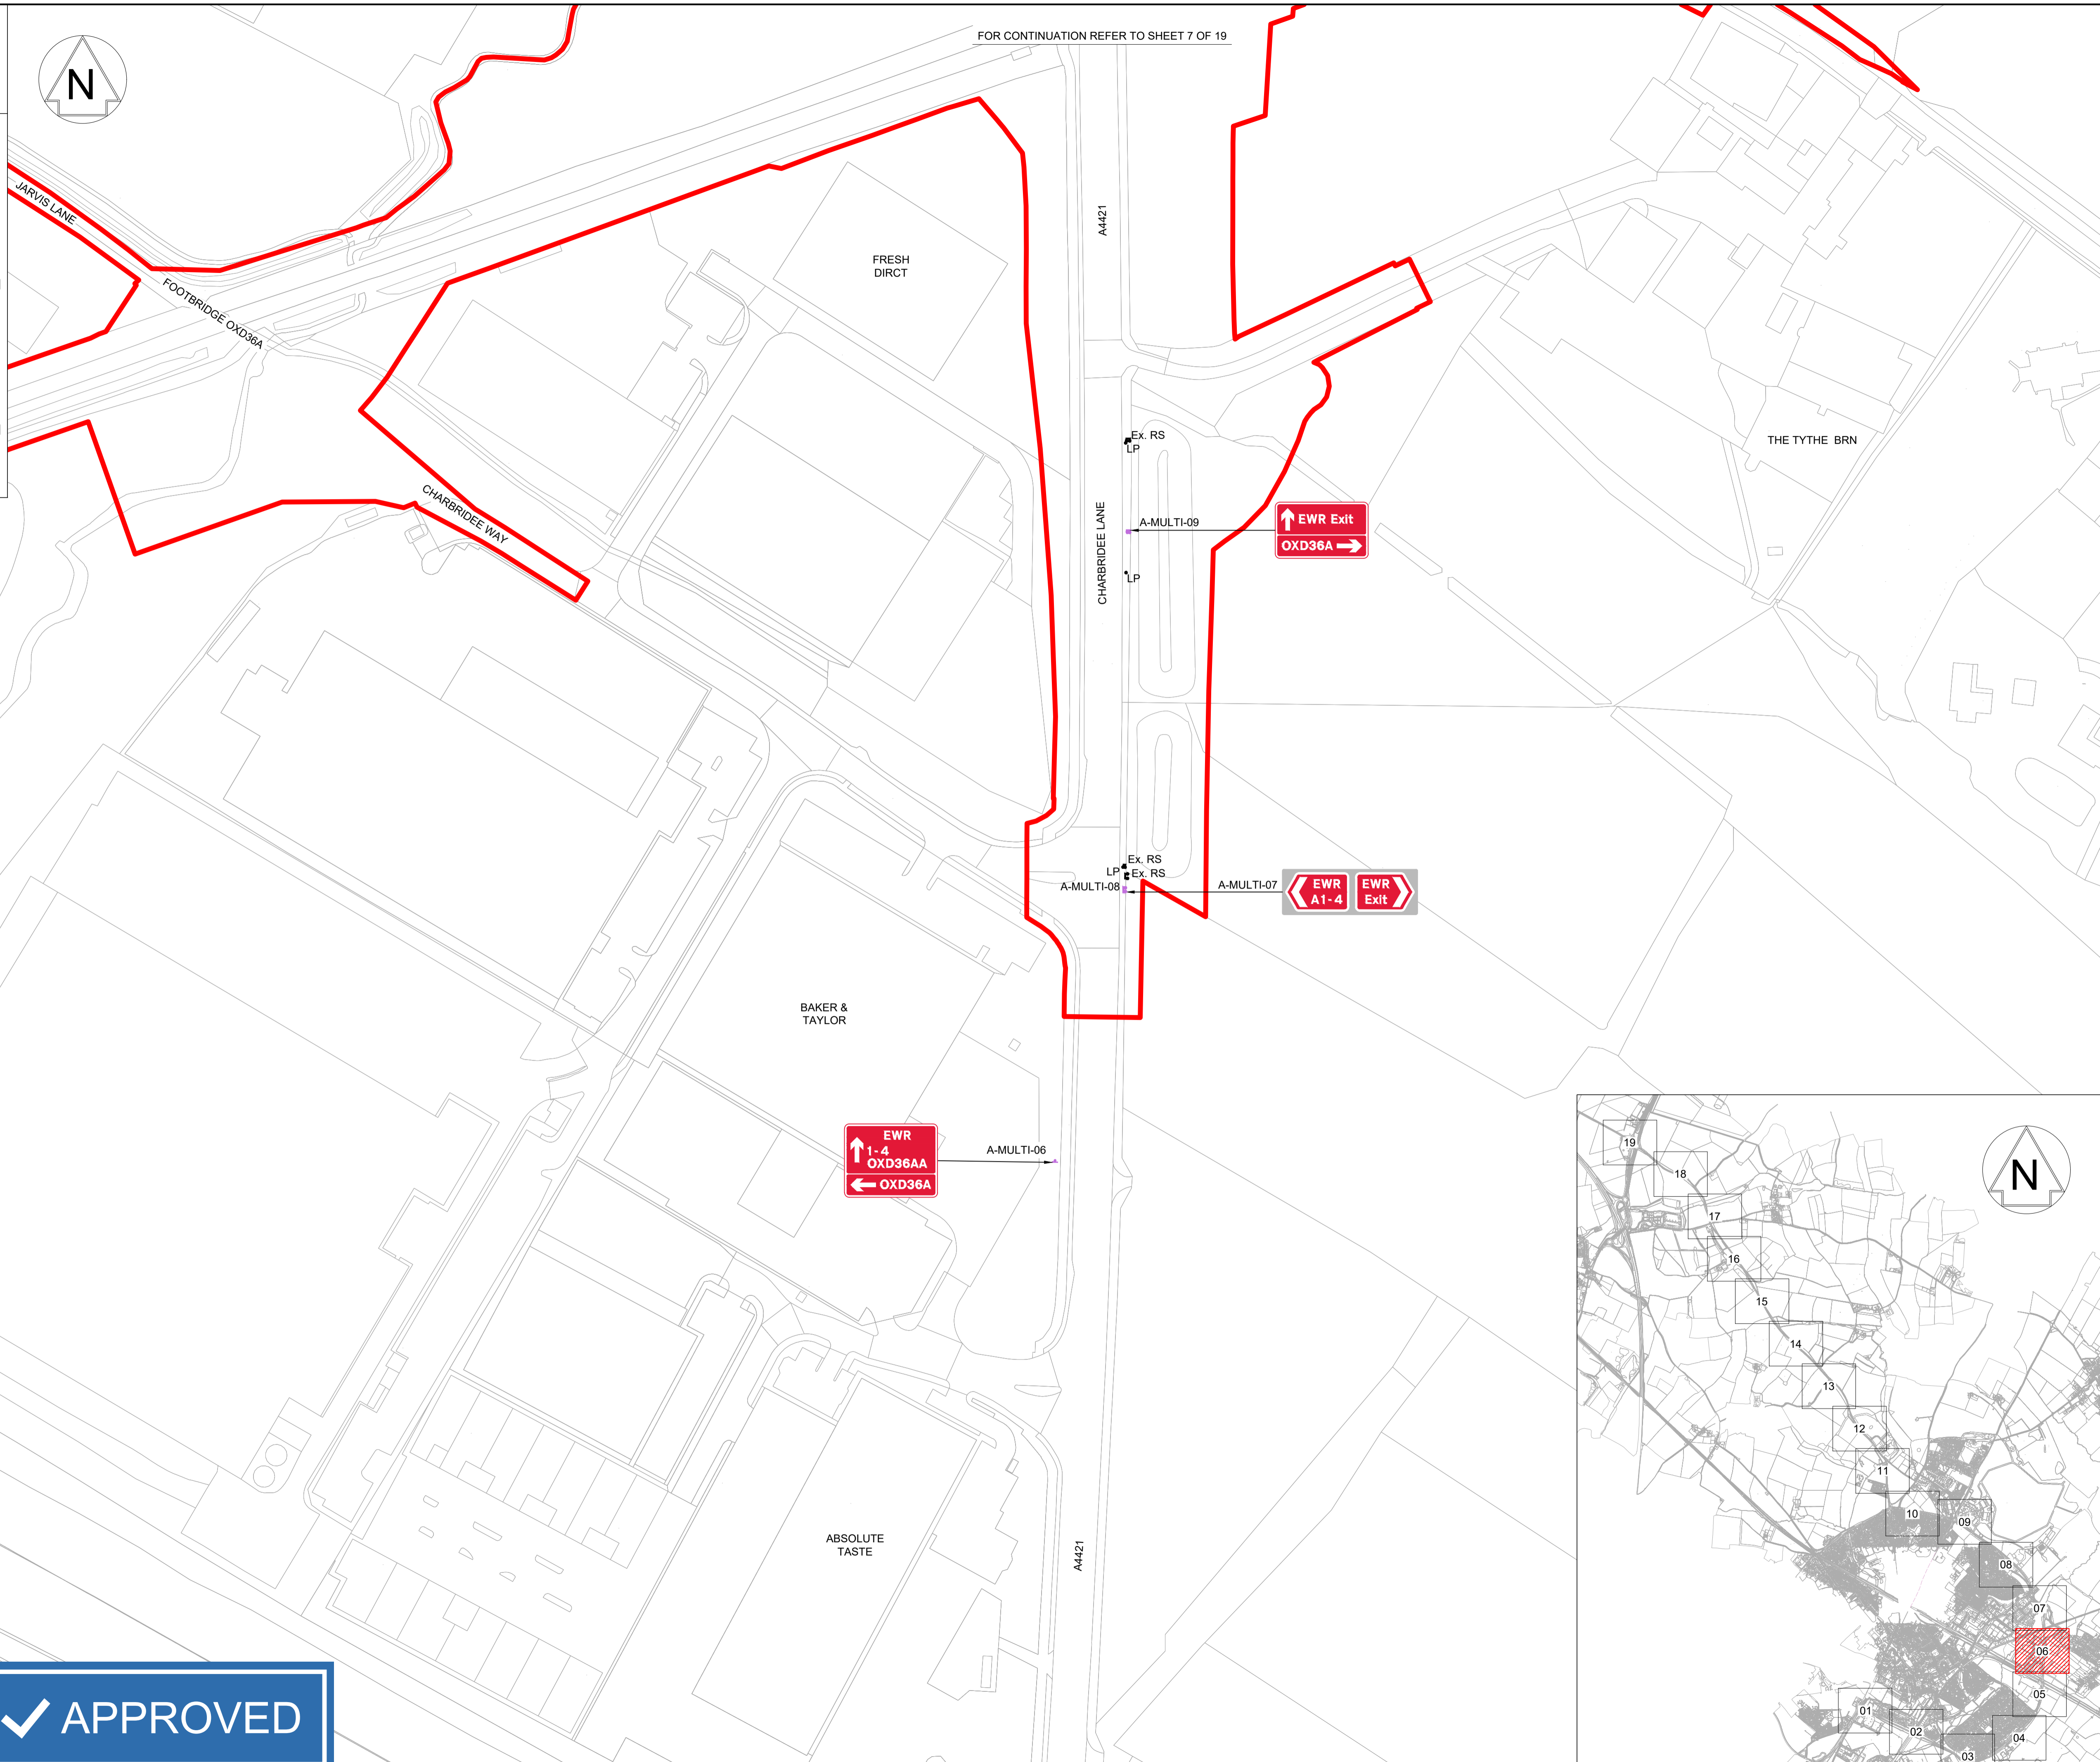 FOR CONTINUATION REFER TO SHEET 7 OF 19
N
JARVIS LANE
FOOTBRIDGE OXD36A
A4421
FRESH
DIRCT
Ex. RS
LP
THE TYTHE BRN
CHARBRIDEE WAY
CHARBRIDEE LANE
A-MULTI-09
EWR Exit
OXD36A
LP
Ex. RS
LP
Ex. RS
A-MULTI-08
A-MULTI-07
EWR
A1-4
EWR
Exit
BAKER &
TAYLOR
EWR
1-4
OXD36AA
OXD36A
A-MULTI-06
ABSOLUTE
TASTE
A4421
N
19
18
17
16
15
14
13
12
11
10
09
08
07
06
05
04
01
02
03
APPROVED